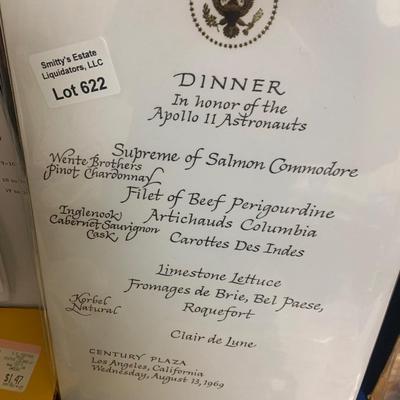 Smitty's Estate
Liquidators, LLC
Lot 622
DINNER
In honor of the
Apollo 11 Astronauts
Supreme of Salmon Commodore
Wente Brothers
Pinot Chardonnay
Filet of Beef Perigourdine
Inglenook
Cabernet Sauvignon
Cask
Artichauds Columbia
Carottes Des Indes
Limestone Lettuce
Fromages de Brie, Bel Paese,
Roquefort
Korbel
Natural
Clair de Lune
CENTURY PLAZA
Los Angeles, California
Wednesday, August 13, 1969
$1.47